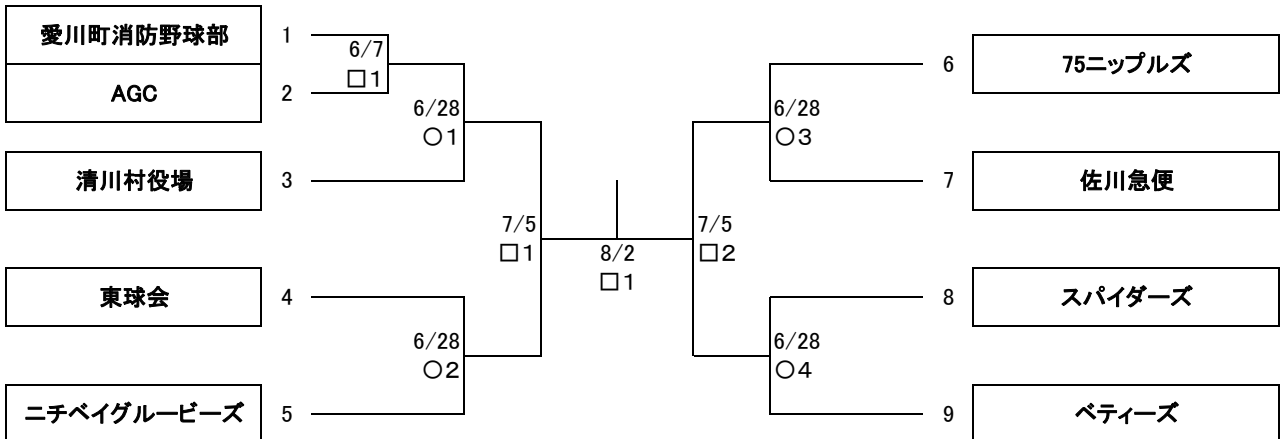 愛川町消防野球部 1
6/7
□1
AGC 2
6/28
○1
清川村役場 3
7/5
□1
東球会 4
6/28
○2
ニチベイグルービーズ 5
8/2
□1
6 75ニップルズ
6/28
○3
7 佐川急便
7/5
□2
8 スパイダーズ
6/28
○4
9 ベティーズ